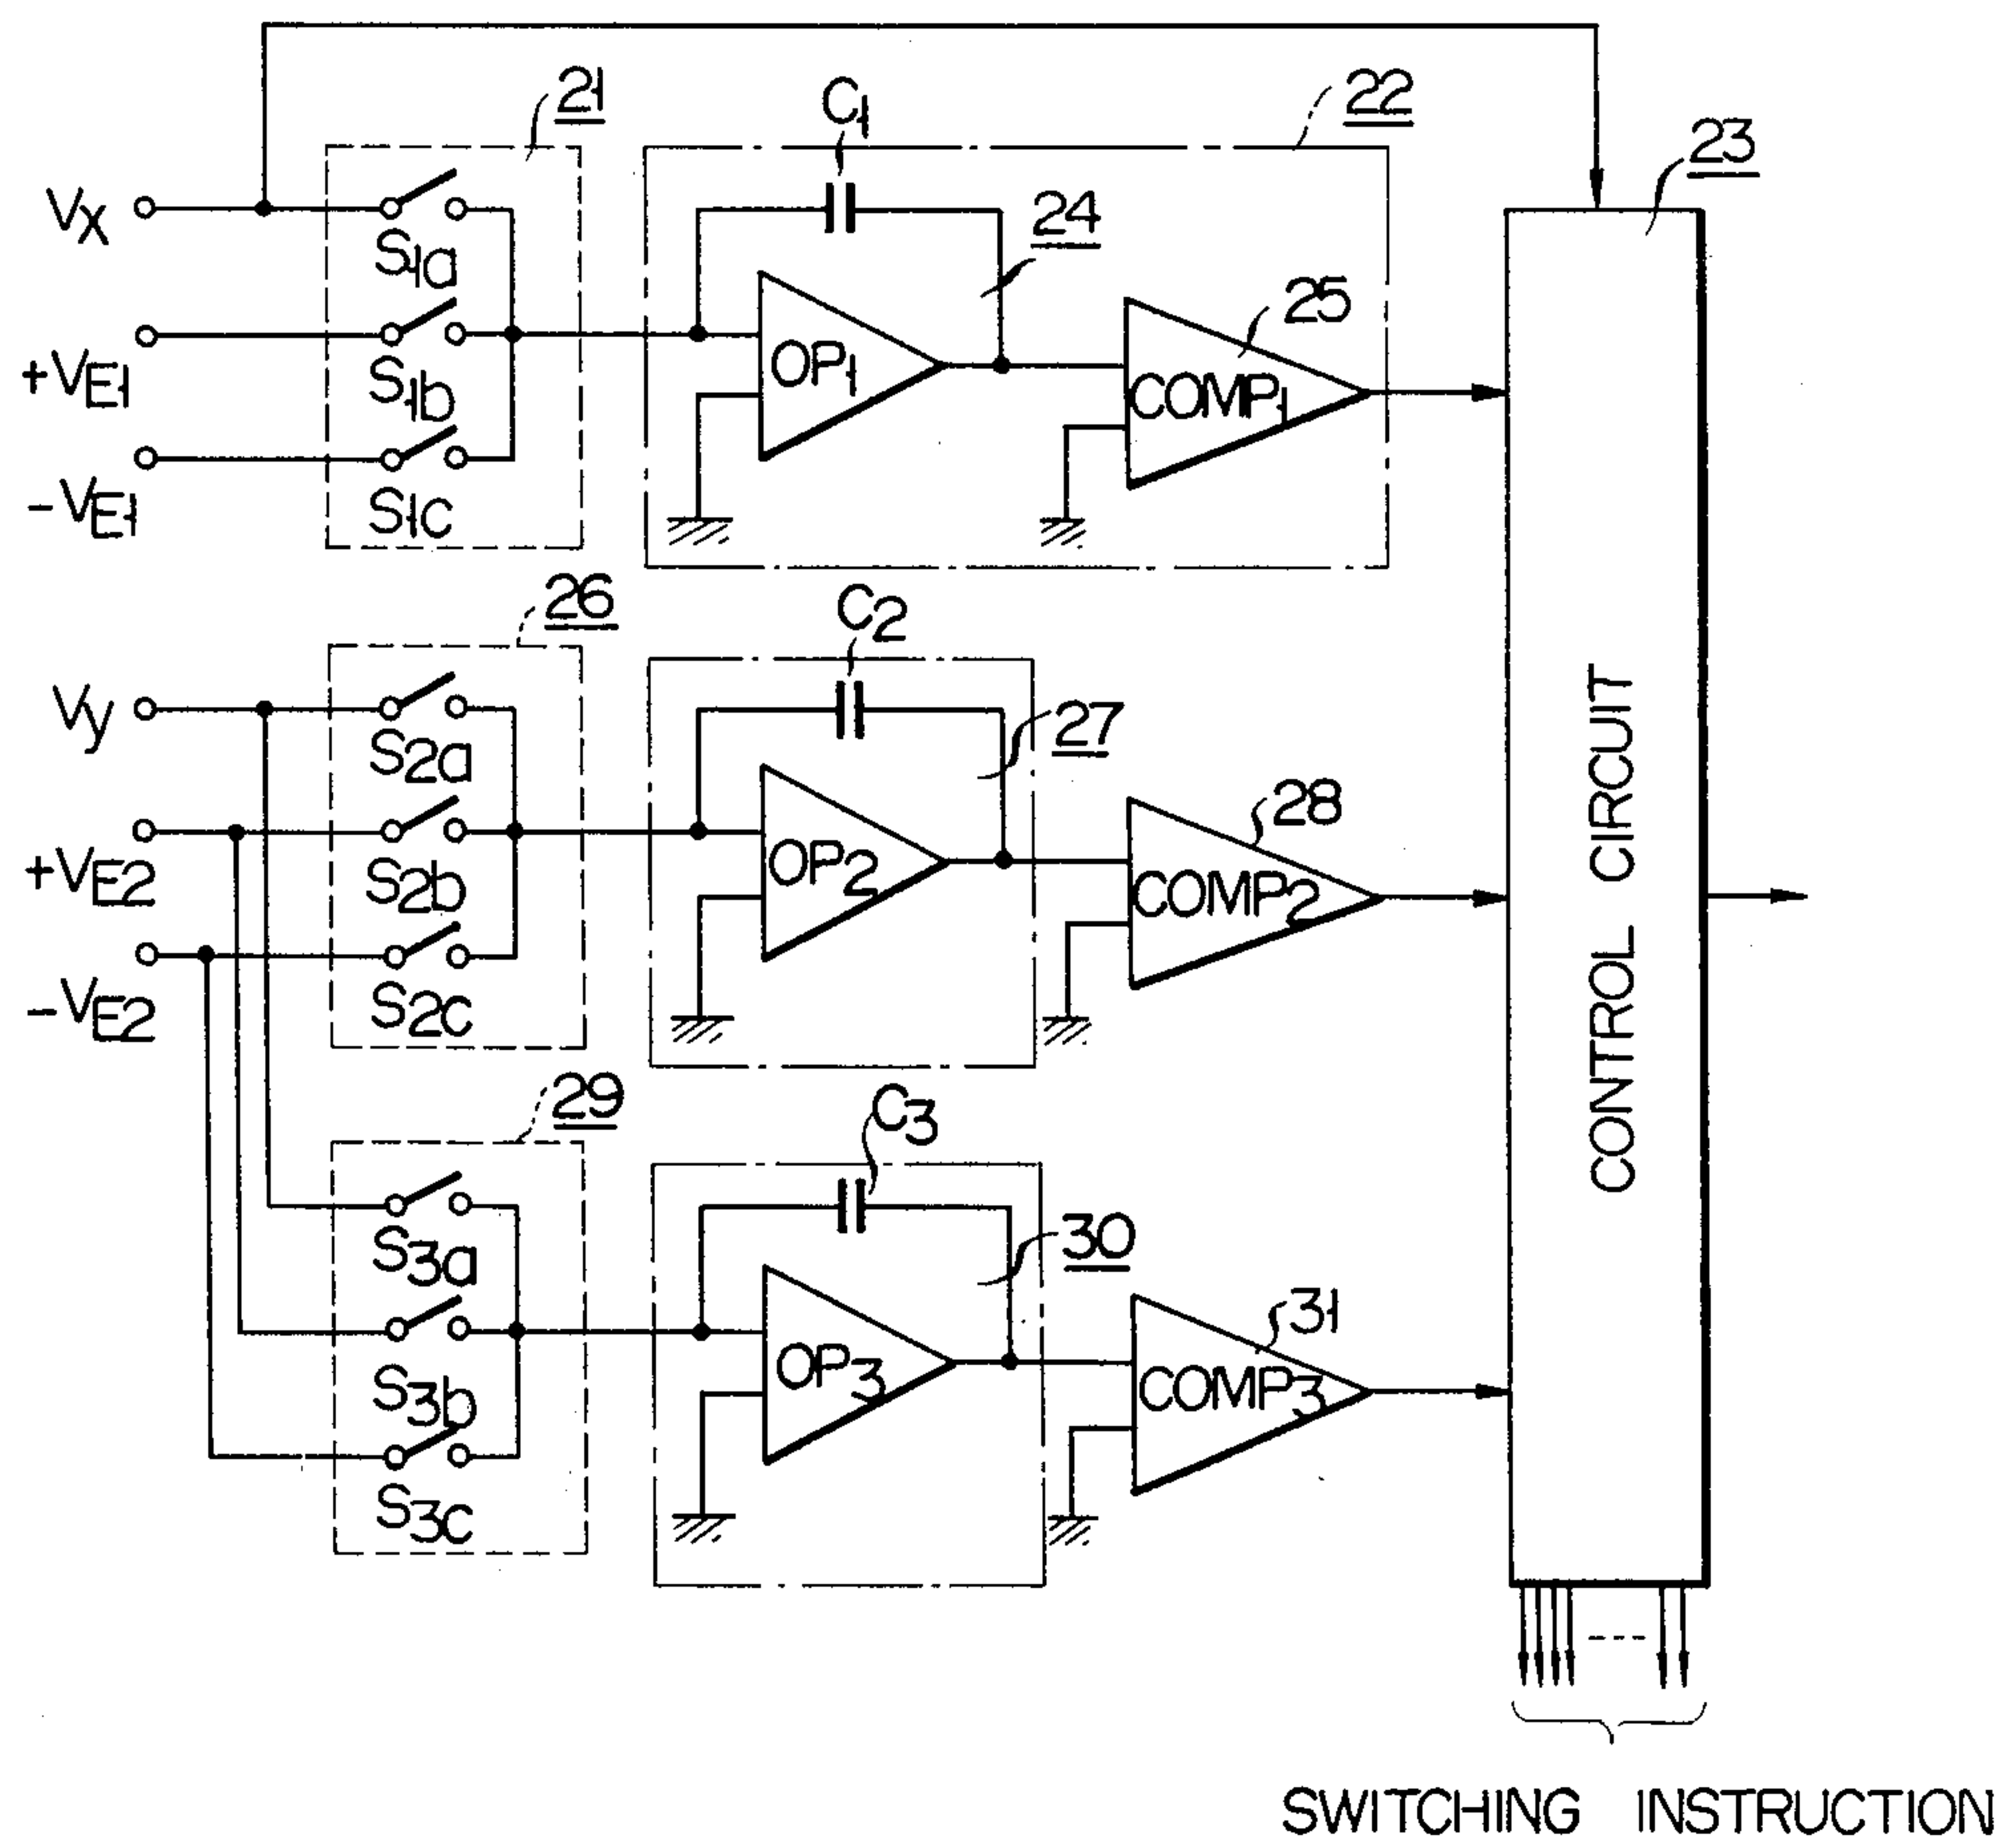 21
C1
22
23
VX
S1a
24
+VE1
S1b
OP1
25
COMP1
-VE1
S1c
26
C2
Vy
S2a
27
+VE2
S2b
OP2
28
COMP2
-VE2
S2c
CONTROL CIRCUIT
29
C3
S3a
30
S3b
OP3
31
COMP3
S3c
SWITCHING INSTRUCTION